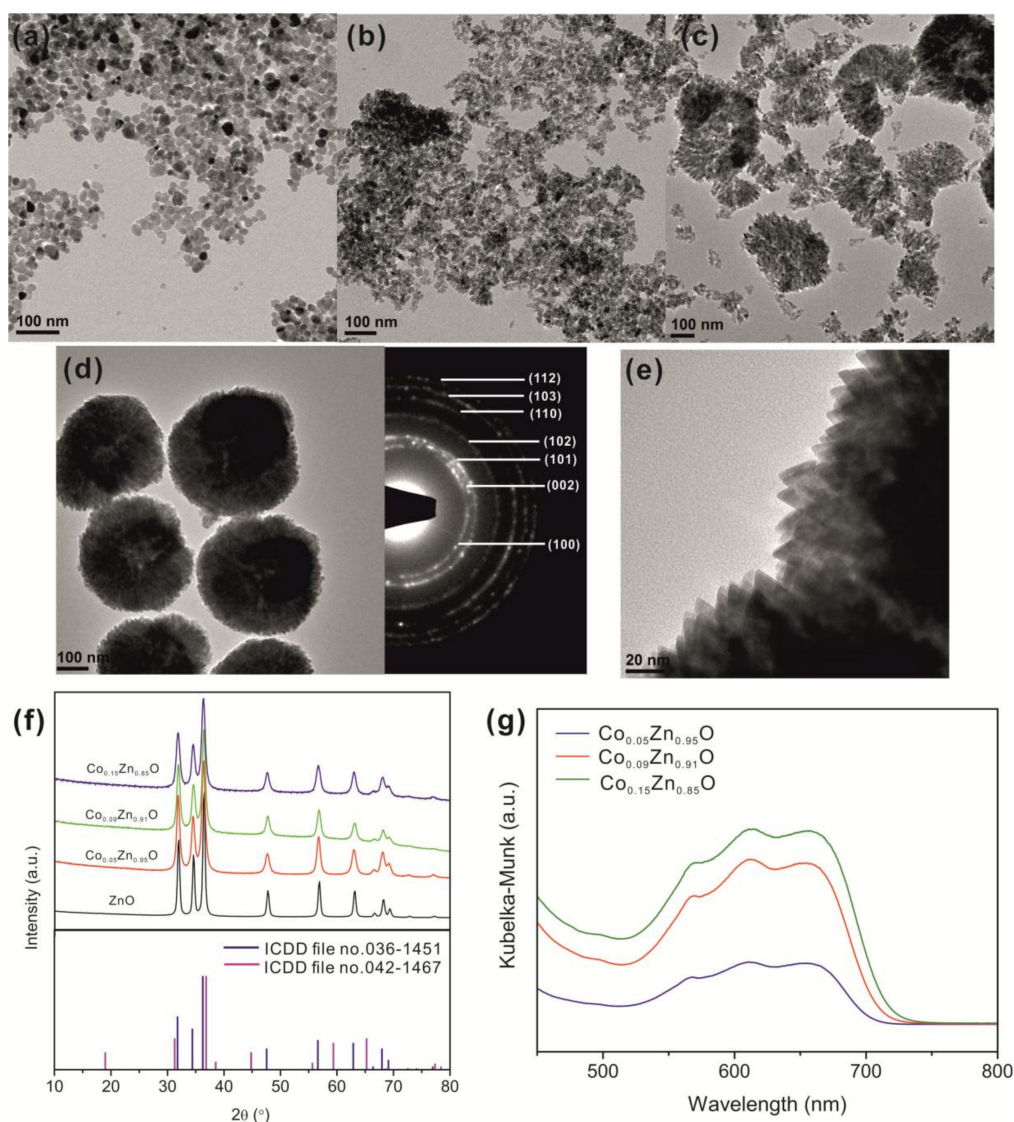 (a)
(b)
(c)
100 nm
100 nm
100 nm
(d)
(112)
(103)
(110)
(102)
(101)
(002)
(100)
100 nm
(e)
20 nm
(f)
Co₀.₁₅Zn₀.₈₅O
Co₀.₀₉Zn₀.₉₁O
Co₀.₀₅Zn₀.₉₅O
ZnO
Intensity (a.u.)
ICDD file no.036-1451
ICDD file no.042-1467
10 20 30 40 50 60 70 80
2θ (°)
(g)
Co₀.₀₅Zn₀.₉₅O
Co₀.₀₉Zn₀.₉₁O
Co₀.₁₅Zn₀.₈₅O
Kubelka-Munk (a.u.)
500 600 700 800
Wavelength (nm)